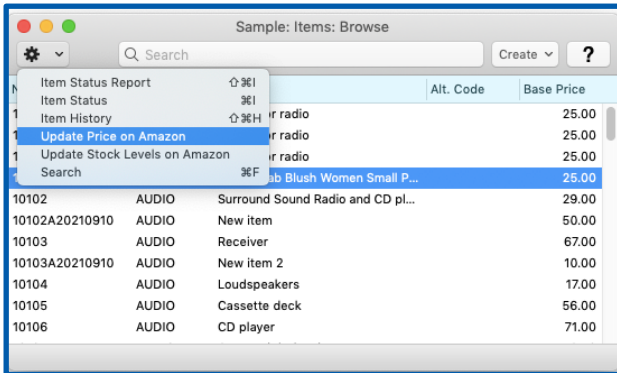 Sample: Items: Browse
Search
Create
?
Alt. Code Base Price
Item Status Report ⇧⌘I
Item Status ⌘I
Item History ⇧⌘H
Update Price on Amazon
Update Stock Levels on Amazon
Search ⌘F
or radio 25.00
or radio 25.00
or radio 25.00
ab Blush Women Small P... 25.00
10102 AUDIO Surround Sound Radio and CD pl... 29.00
10102A20210910 AUDIO New item 50.00
10103 AUDIO Receiver 67.00
10103A20210910 AUDIO New item 2 10.00
10104 AUDIO Loudspeakers 17.00
10105 AUDIO Cassette deck 56.00
10106 AUDIO CD player 71.00